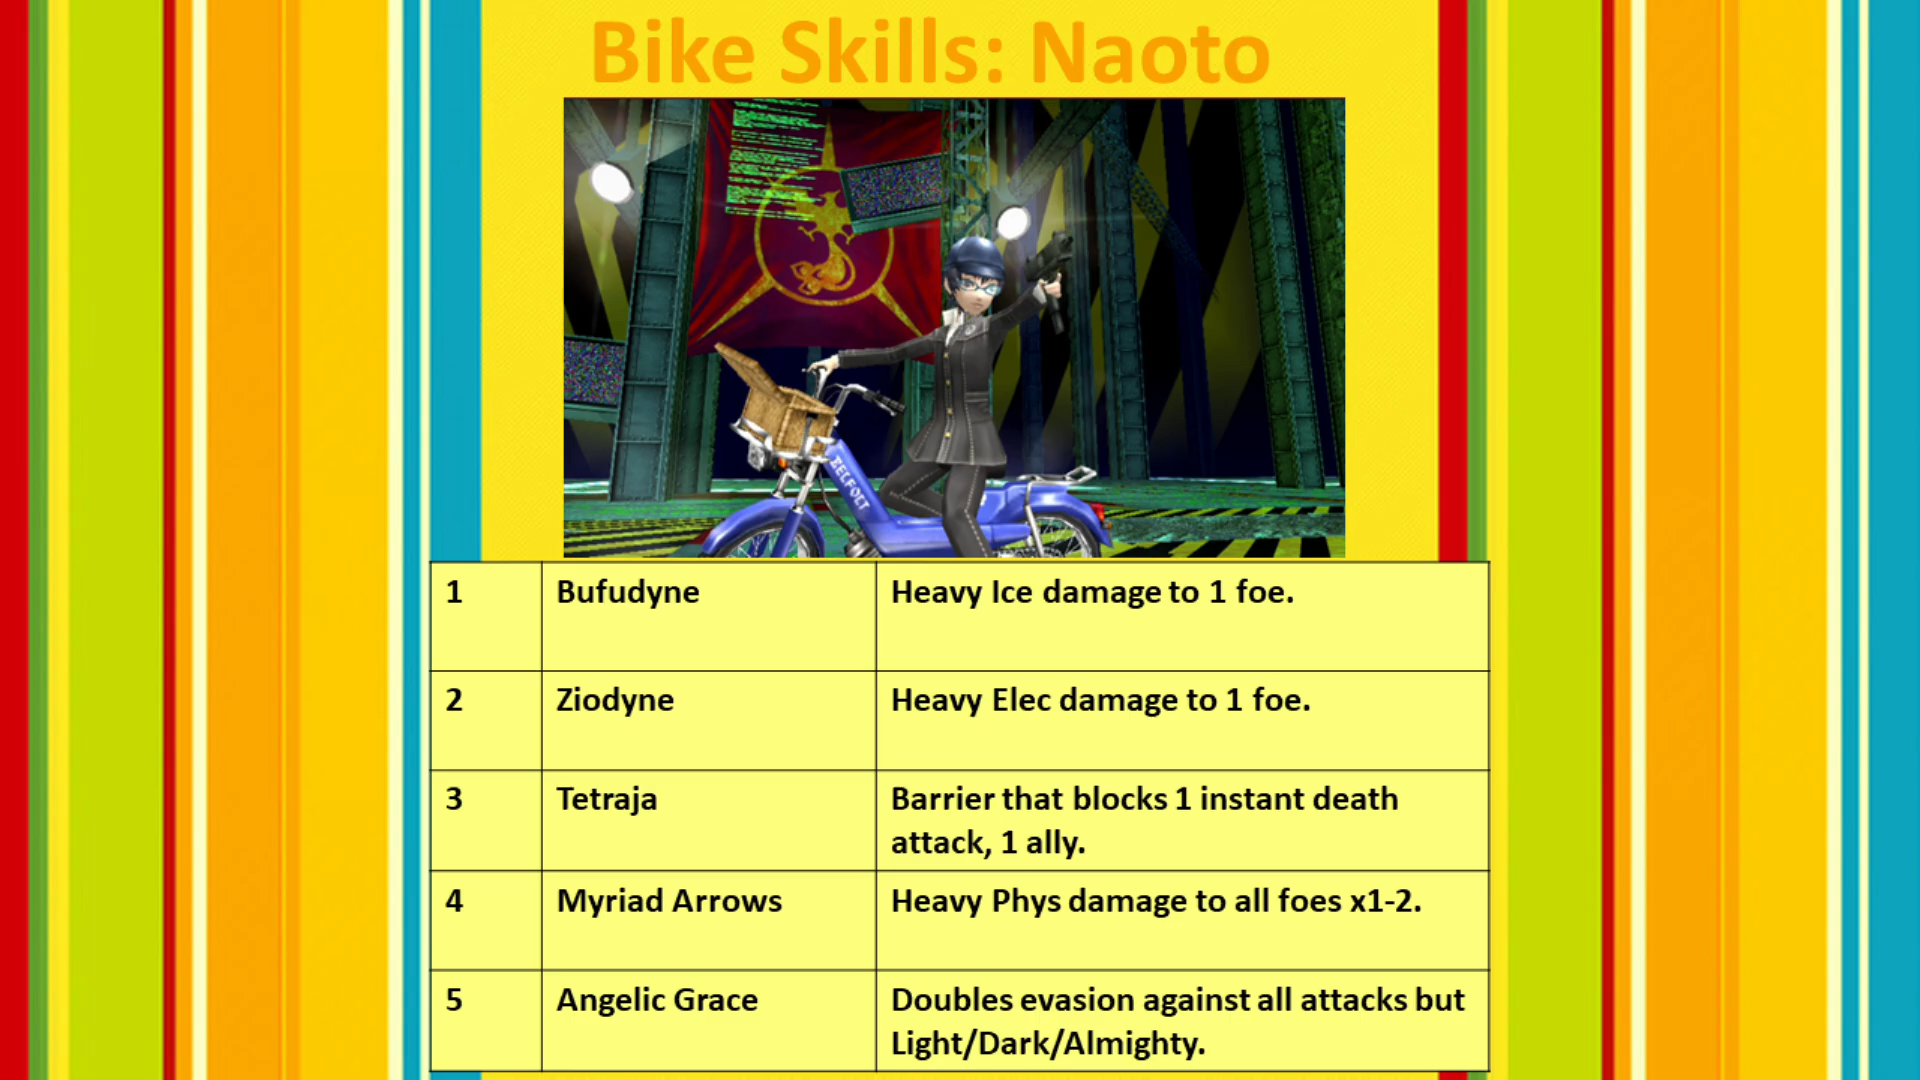 Bike Skills: Naoto
ZELFOLT
1 Bufudyne Heavy Ice damage to 1 foe.
2 Ziodyne Heavy Elec damage to 1 foe.
3 Tetraja Barrier that blocks 1 instant death
attack, 1 ally.
4 Myriad Arrows Heavy Phys damage to all foes x1-2.
5 Angelic Grace Doubles evasion against all attacks but
Light/Dark/Almighty.